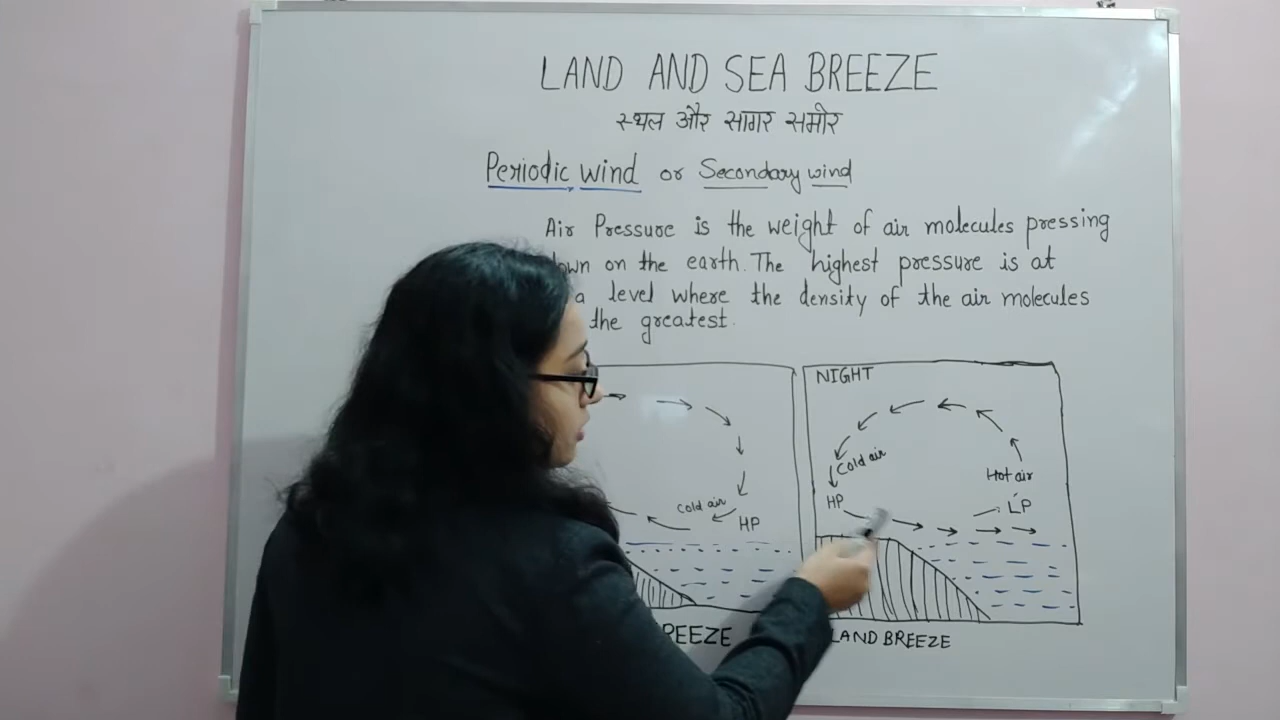 LAND AND SEA BREEZE
स्थल और सागर समीर
Periodic wind or Secondary wind
Air Pressure is the weight of air molecules pressing
on the earth. The highest pressure is at
level where the density of the air molecules
the greatest.
NIGHT
Cold air
Hot air
HP
LP
Cold air
HP
LAND BREEZE